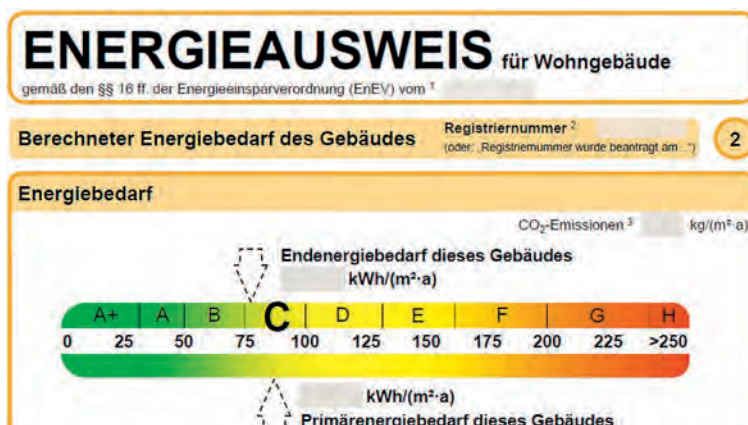 ENERGIEAUSWEIS für Wohngebäude
gemäß den §§ 16 ff. der Energieeinsparverordnung (EnEV) vom ¹
Berechneter Energiebedarf des Gebäudes
Registriernummer ²
(oder: „Registriernummer wurde beantragt am...")
2
Energiebedarf
CO₂-Emissionen ³ kg/(m²·a)
Endenergiebedarf dieses Gebäudes
kWh/(m²·a)
A+ A B C D E F G H
0 25 50 75 100 125 150 175 200 225 >250
kWh/(m²·a)
Primärenergiebedarf dieses Gebäudes